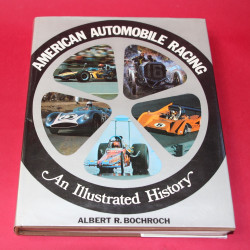 AMERICAN AUTOMOBILE RACING
An Illustrated History
ALBERT R. BOCHROCH